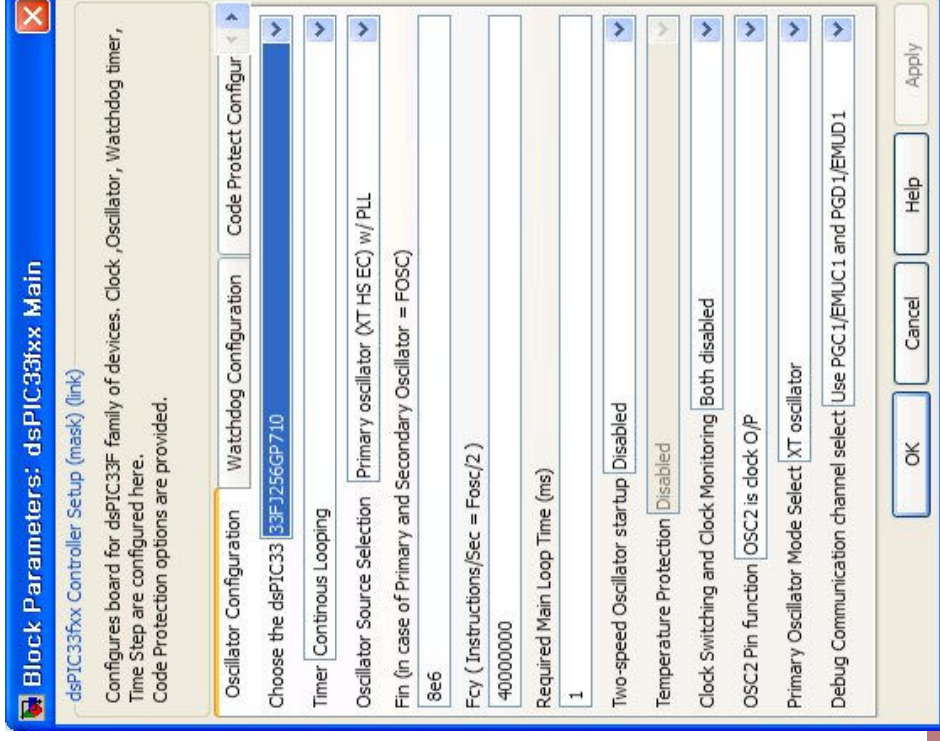 Block Parameters: dsPIC33fxx Main
dsPIC33fxx Controller Setup (mask) (link)
Configures board for dsPIC33F family of devices. Clock ,Oscillator, Watchdog timer,
Time Step are configured here.
Code Protection options are provided.
Oscillator Configuration Watchdog Configuration Code Protect Configur
Choose the dsPIC33 33FJ256GP710
Timer Continous Looping
Oscillator Source Selection Primary oscillator (XT HS EC) w/ PLL
Fin (in case of Primary and Secondary Oscillator = FOSC)
8e6
Fcy ( Instructions/Sec = Fosc/2 )
40000000
Required Main Loop Time (ms)
1
Two-speed Oscillator startup Disabled
Temperature Protection Disabled
Clock Switching and Clock Monitoring Both disabled
OSC2 Pin function OSC2 is clock O/P
Primary Oscillator Mode Select XT oscillator
Debug Communication channel select Use PGC1/EMUC1 and PGD1/EMUD1
OK Cancel Help Apply